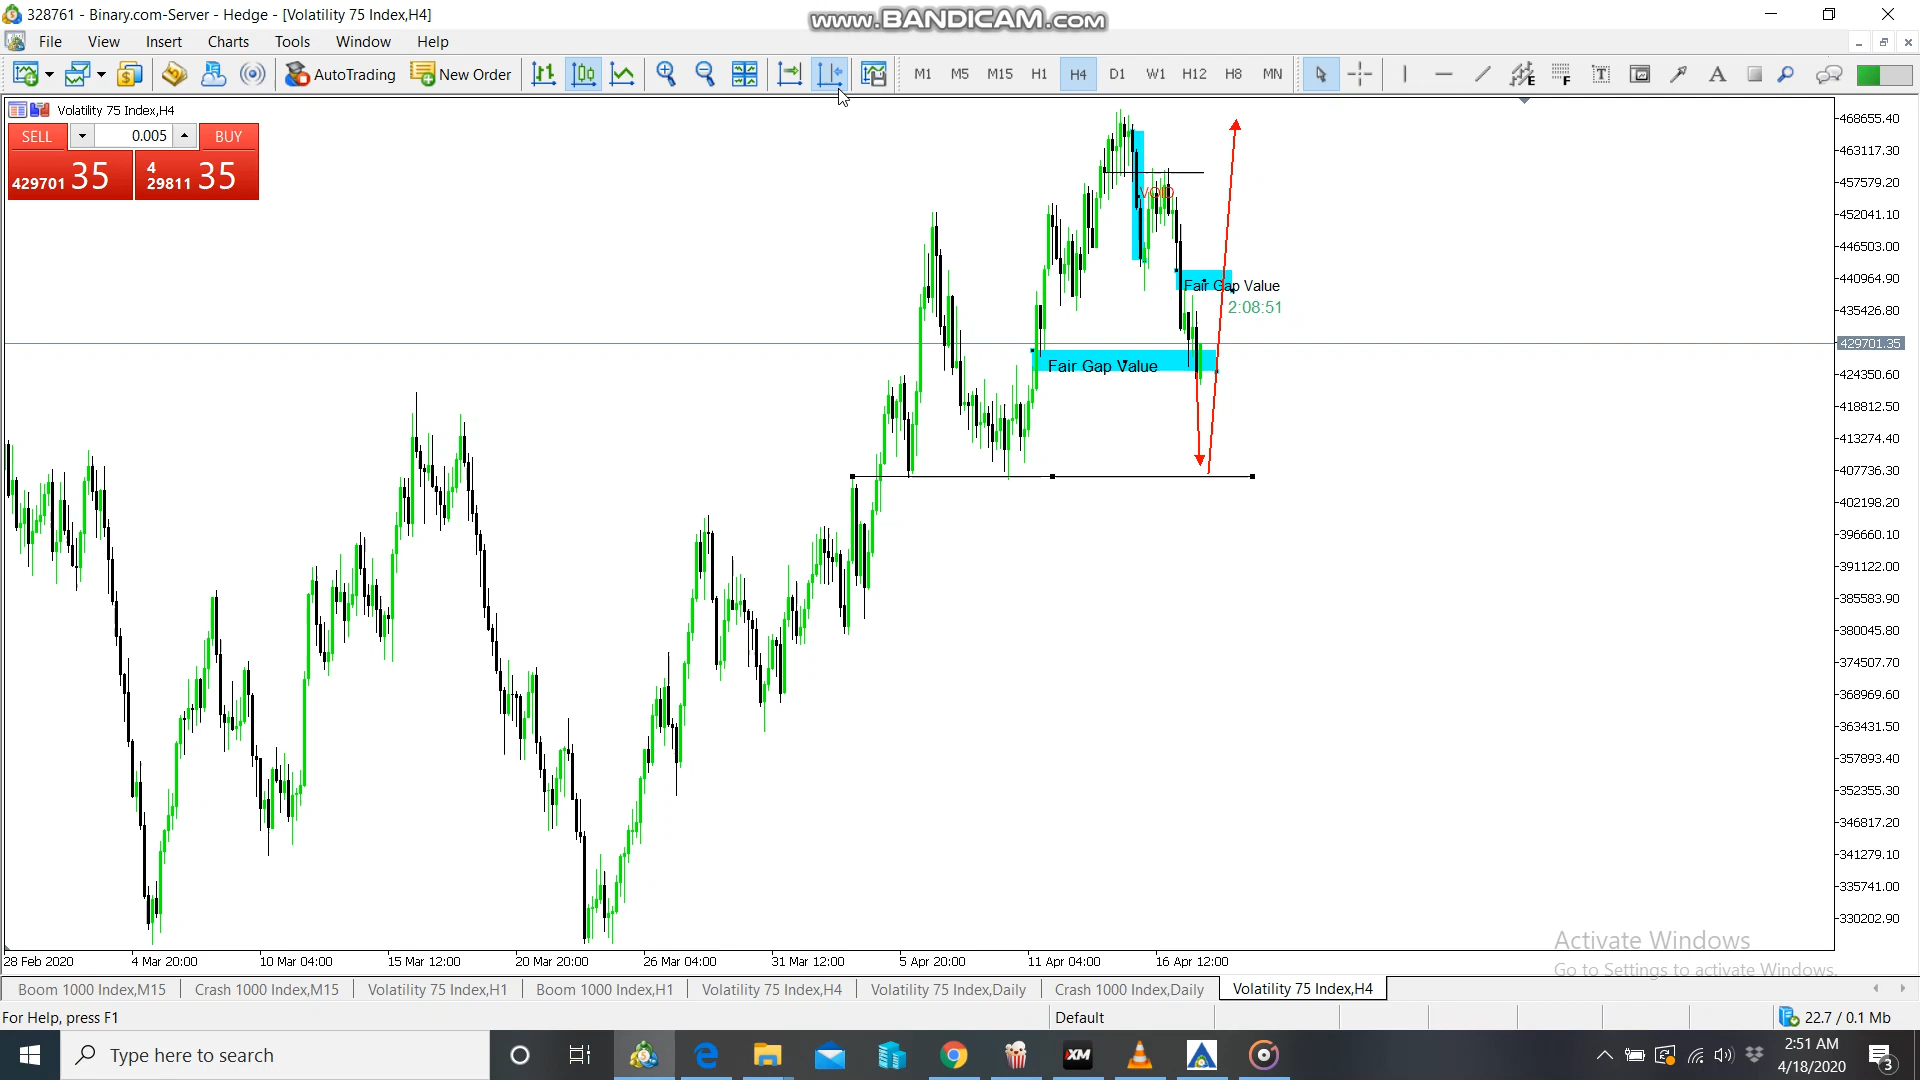 328761 - Binary.com-Server - Hedge - [Volatility 75 Index,H4]
www.BANDICAM.com
File View Insert Charts Tools Window Help
AutoTrading New Order M1 M5 M15 H1 H4 D1 W1 H12 H8 MN
Volatility 75 Index,H4
SELL 0.005 BUY
429701 35 4 29811 35
468655.40
463117.30
457579.20
VOID
452041.10
446503.00
440964.90
Fair Gap Value
2:08:51
435426.80
429701.35
Fair Gap Value
424350.60
418812.50
413274.40
407736.30
402198.20
396660.10
391122.00
385583.90
380045.80
374507.70
368969.60
363431.50
357893.40
352355.30
346817.20
341279.10
335741.00
330202.90
Activate Windows
Go to Settings to activate Windows.
28 Feb 2020 4 Mar 20:00 10 Mar 04:00 15 Mar 12:00 20 Mar 20:00 26 Mar 04:00 31 Mar 12:00 5 Apr 20:00 11 Apr 04:00 16 Apr 12:00
Boom 1000 Index,M15 Crash 1000 Index,M15 Volatility 75 Index,H1 Boom 1000 Index,H1 Volatility 75 Index,H4 Volatility 75 Index,Daily Crash 1000 Index,Daily Volatility 75 Index,H4
For Help, press F1 Default 22.7 / 0.1 Mb
Type here to search XM 2:51 AM
4/18/2020 3